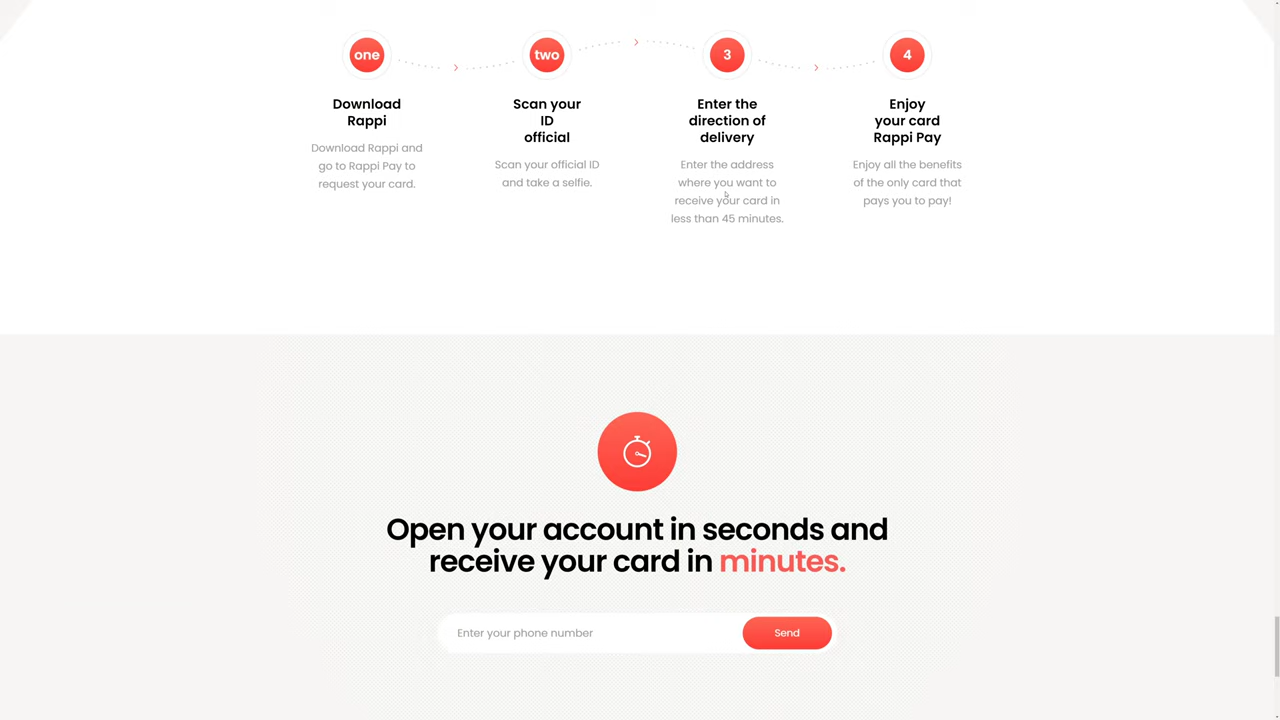 one
two
3
4
Download
Rappi
Download Rappi and
go to Rappi Pay to
request your card.
Scan your
ID
official
Scan your official ID
and take a selfie.
Enter the
direction of
delivery
Enter the address
where you want to
receive your card in
less than 45 minutes.
Enjoy
your card
Rappi Pay
Enjoy all the benefits
of the only card that
pays you to pay!
Open your account in seconds and
receive your card in minutes.
Enter your phone number
Send